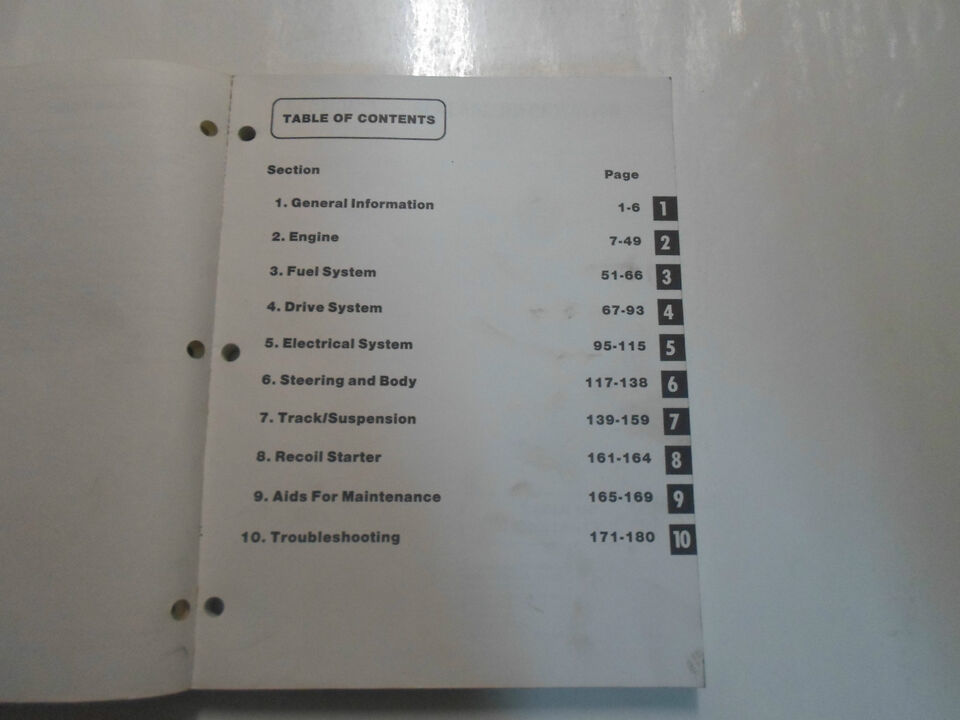 TABLE OF CONTENTS
Section Page
1. General Information 1-6 1
2. Engine 7-49 2
3. Fuel System 51-66 3
4. Drive System 67-93 4
5. Electrical System 95-115 5
6. Steering and Body 117-138 6
7. Track/Suspension 139-159 7
8. Recoil Starter 161-164 8
9. Aids For Maintenance 165-169 9
10. Troubleshooting 171-180 10